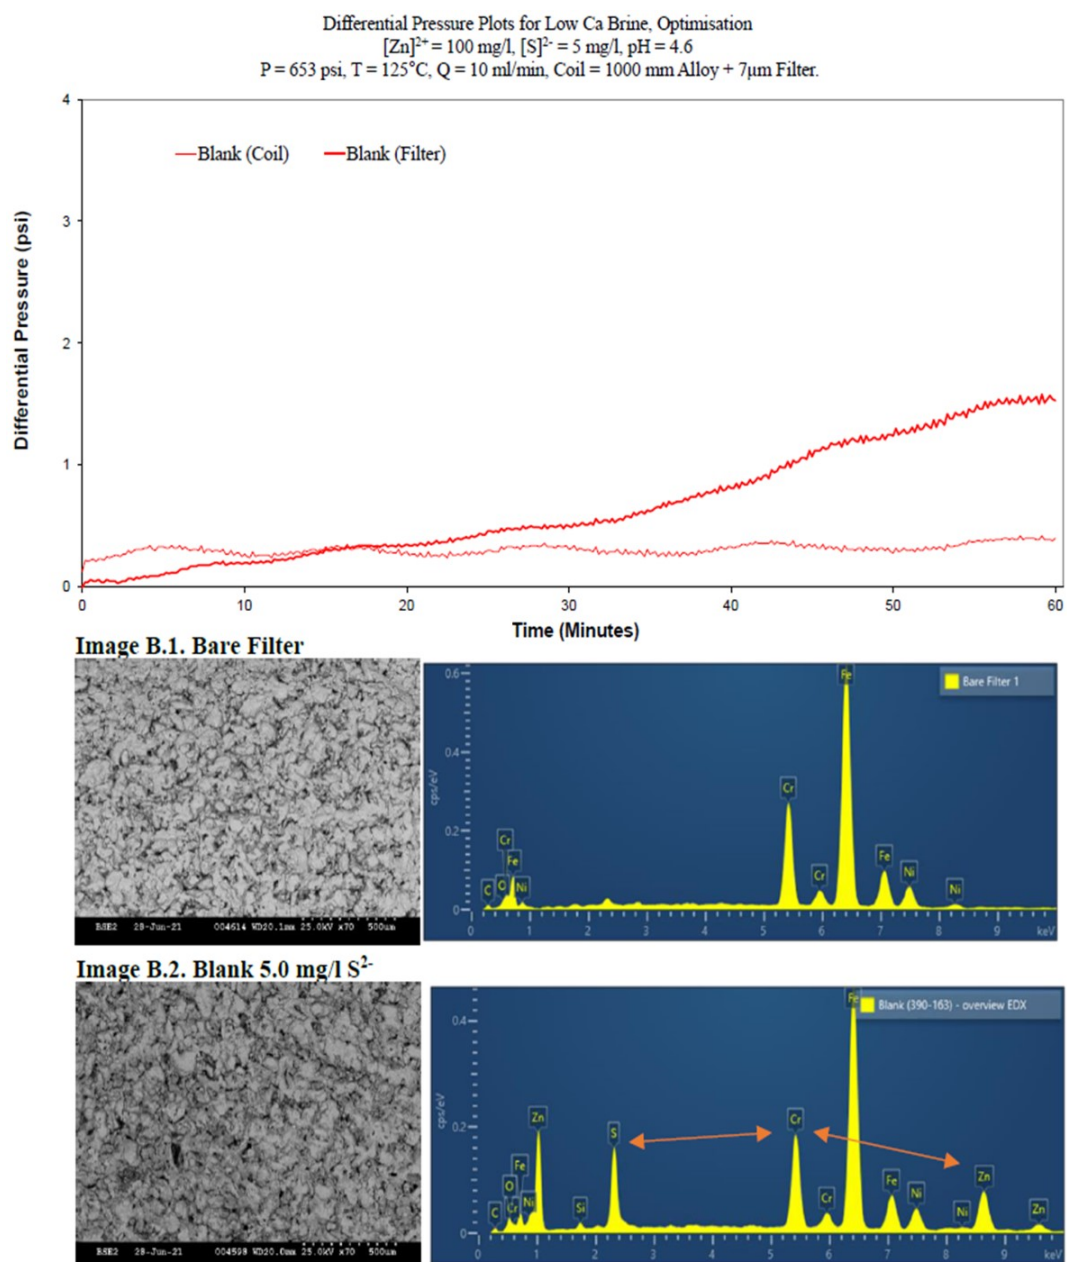 Differential Pressure Plots for Low Ca Brine, Optimisation
[Zn]²⁺ = 100 mg/l, [S]²⁻ = 5 mg/l, pH = 4.6
P = 653 psi, T = 125°C, Q = 10 ml/min, Coil = 1000 mm Alloy + 7µm Filter.
Differential Pressure (psi)
4
3
2
1
0
Blank (Coil) Blank (Filter)
0 10 20 30 40 50 60
Time (Minutes)
Image B.1. Bare Filter
BSE2 28-Jun-21 004614 WD20.1mm 25.0kV x70 500um
Bare Filter 1
cps/eV
0.6
0.4
0.2
0
C O Cr Fe Ni Cr Cr Fe Fe Ni Ni
0 1 2 3 4 5 6 7 8 9 keV
Image B.2. Blank 5.0 mg/l S²⁻
BSE2 28-Jun-21 004598 WD20.0mm 25.0kV x70 500um
Blank (390-163) - overview EDX
cps/eV
0.4
0.2
0
C O Cr Fe Ni Zn Si S Cr Cr Fe Fe Ni Ni Zn Zn
0 1 2 3 4 5 6 7 8 9 keV